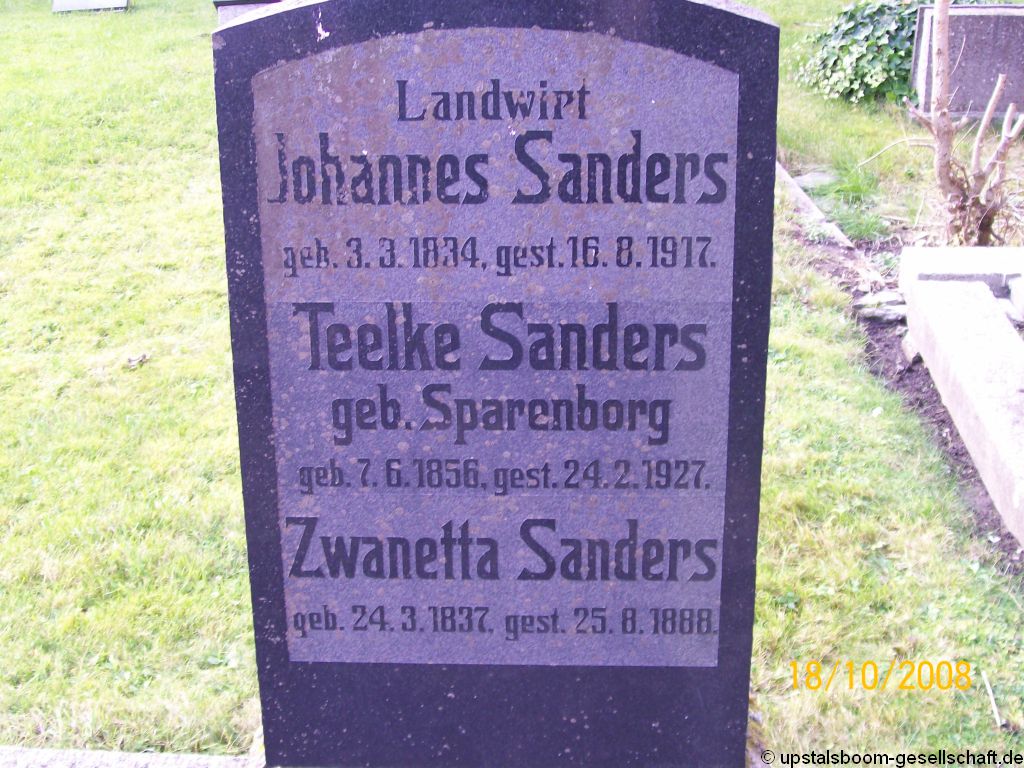 Landwirt
Johannes Sanders
geb. 3. 3. 1834, gest. 16. 8. 1917.
Teelke Sanders
geb. Sparenborg
geb. 7. 6. 1856, gest. 24. 2. 1927.
Zwanetta Sanders
geb. 24. 3. 1837, gest. 25. 8. 1888.
18/10/2008
© upstalsboom-gesellschaft.de